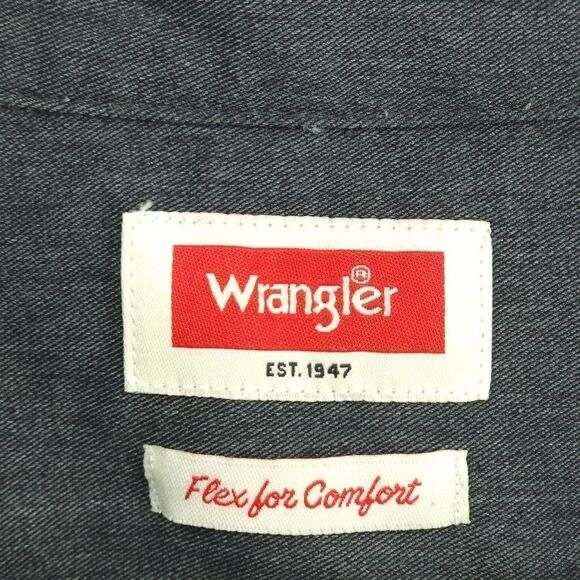 Wrangler®
EST. 1947
Flex for Comfort